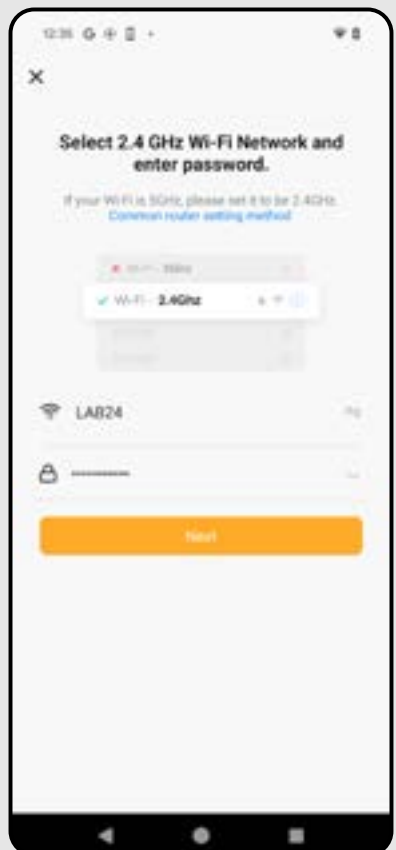 12:35 G
Select 2.4 GHz Wi-Fi Network and
enter password.
If your Wi-Fi is 5GHz, please set it to be 2.4GHz.
Common router setting method
Wi-Fi - 5Ghz
Wi-Fi - 2.4Ghz
LAB24
Next